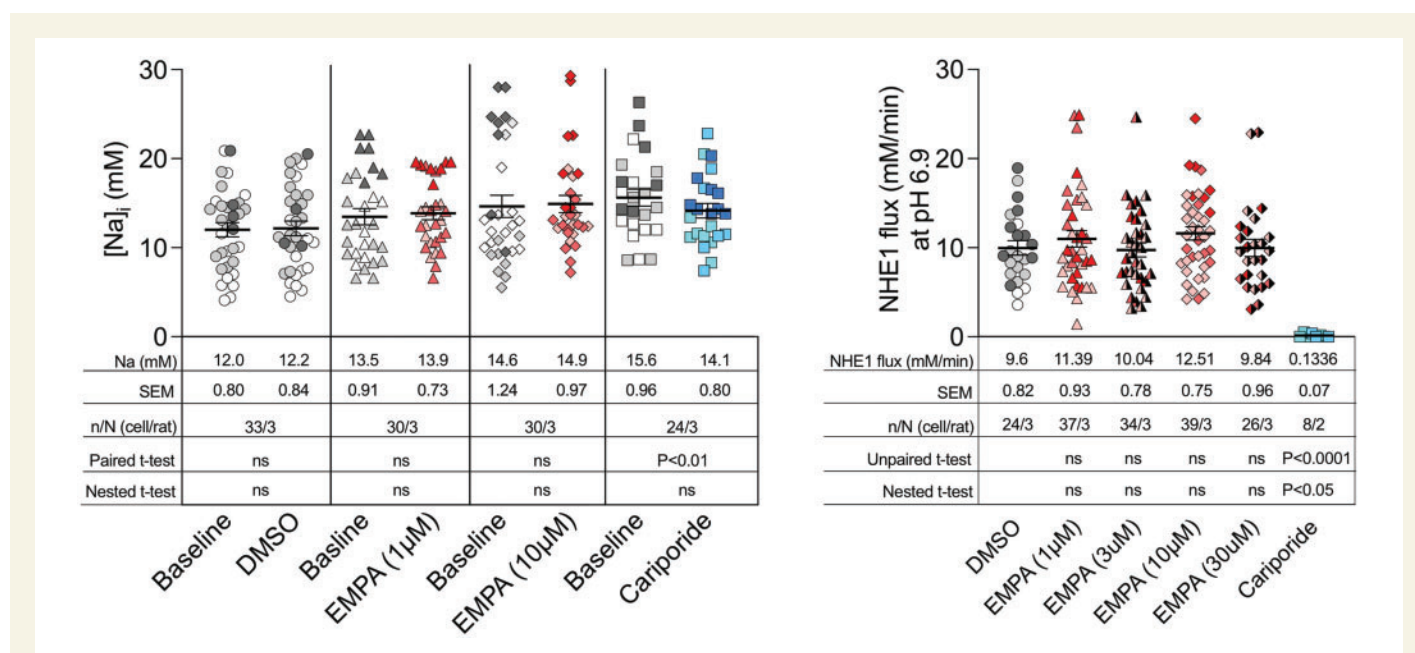 30
20
10
0
[Na]i (mM)
Na (mM) 12.0 12.2 13.5 13.9 14.6 14.9 15.6 14.1
SEM 0.80 0.84 0.91 0.73 1.24 0.97 0.96 0.80
n/N (cell/rat) 33/3 30/3 30/3 24/3
Paired t-test ns ns ns P<0.01
Nested t-test ns ns ns ns
Baseline
DMSO
Basline
EMPA (1µM)
Baseline
EMPA (10µM)
Baseline
Cariporide
30
20
10
0
NHE1 flux (mM/min)
at pH 6.9
NHE1 flux (mM/min) 9.6 11.39 10.04 12.51 9.84 0.1336
SEM 0.82 0.93 0.78 0.75 0.96 0.07
n/N (cell/rat) 24/3 37/3 34/3 39/3 26/3 8/2
Unpaired t-test ns ns ns ns P<0.0001
Nested t-test ns ns ns ns P<0.05
DMSO
EMPA (1µM)
EMPA (3uM)
EMPA (10µM)
EMPA (30uM)
Cariporide